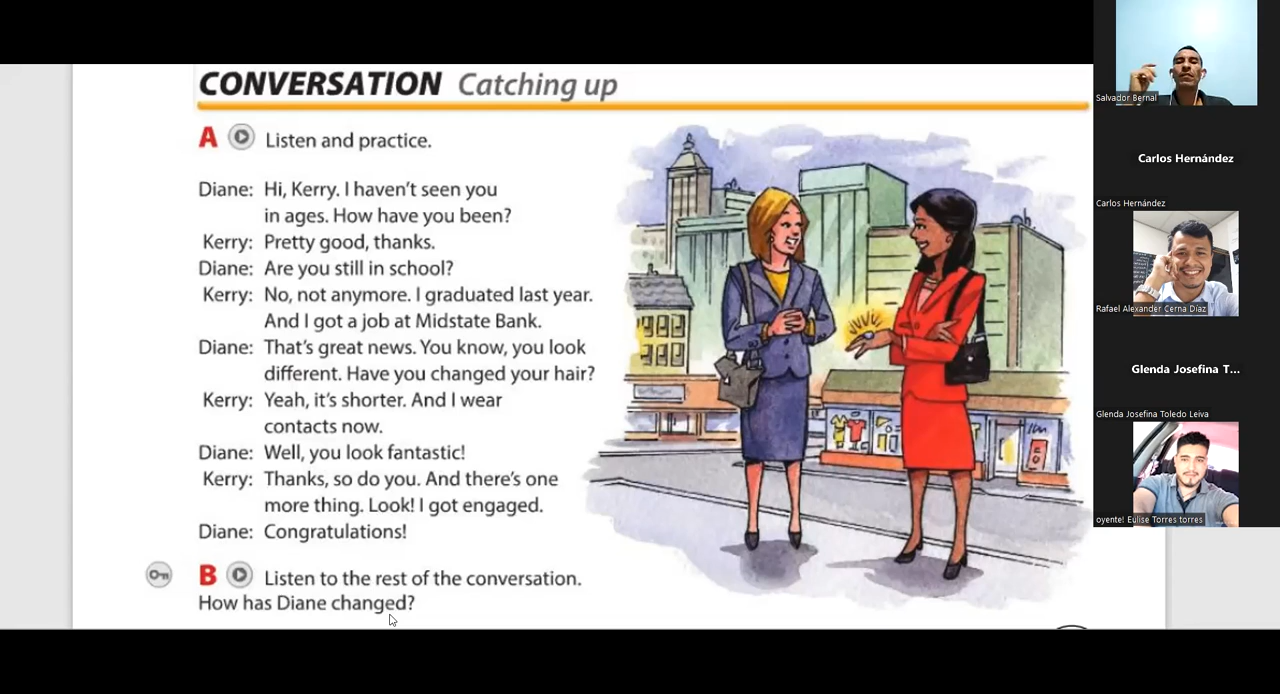 CONVERSATION Catching up
A Listen and practice.
Diane: Hi, Kerry. I haven't seen you
in ages. How have you been?
Kerry: Pretty good, thanks.
Diane: Are you still in school?
Kerry: No, not anymore. I graduated last year.
And I got a job at Midstate Bank.
Diane: That's great news. You know, you look
different. Have you changed your hair?
Kerry: Yeah, it's shorter. And I wear
contacts now.
Diane: Well, you look fantastic!
Kerry: Thanks, so do you. And there's one
more thing. Look! I got engaged.
Diane: Congratulations!
B Listen to the rest of the conversation.
How has Diane changed?
Salvador Bernal
Carlos Hernández
Carlos Hernández
Rafael Alexander Cerna Díaz
Glenda Josefina T...
Glenda Josefina Toledo Leiva
oyente! Eulise Torres torres